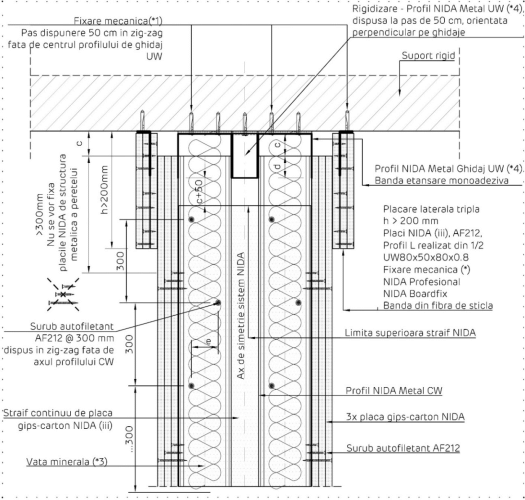 Rigidizare - Profil NIDA Metal UW (*4),
dispusa la pas de 50 cm, orientata
perpendicular pe ghidaje
Fixare mecanica(*1)
Pas dispunere 50 cm in zig-zag
fata de centrul profilului de ghidaj
UW
Suport rigid
c
c
d
c+50
h>200mm
>300mm
Nu se vor fixa
placile NIDA de structura
metalica a peretelui
Profil NIDA Metal Ghidaj UW (*4)
Banda etansare monoadeziva
Placare laterala tripla
h > 200 mm
Placi NIDA (iii), AF212,
Profil L realizat din 1/2
UW80x50x80x0.8
Fixare mecanica (*)
NIDA Profesional
NIDA Boardfix
Banda din fibra de sticla
300
Ax de simetrie sistem NIDA
Surub autofiletant
AF212 @ 300 mm
dispus in zig-zag fata de
axul profilului CW
300
e
Limita superioara straif NIDA
Profil NIDA Metal CW
Straif continuu de placa
gips-carton NIDA (iii)
3x placa gips-carton NIDA
...300
Surub autofiletant AF212
Vata minerala (*3)